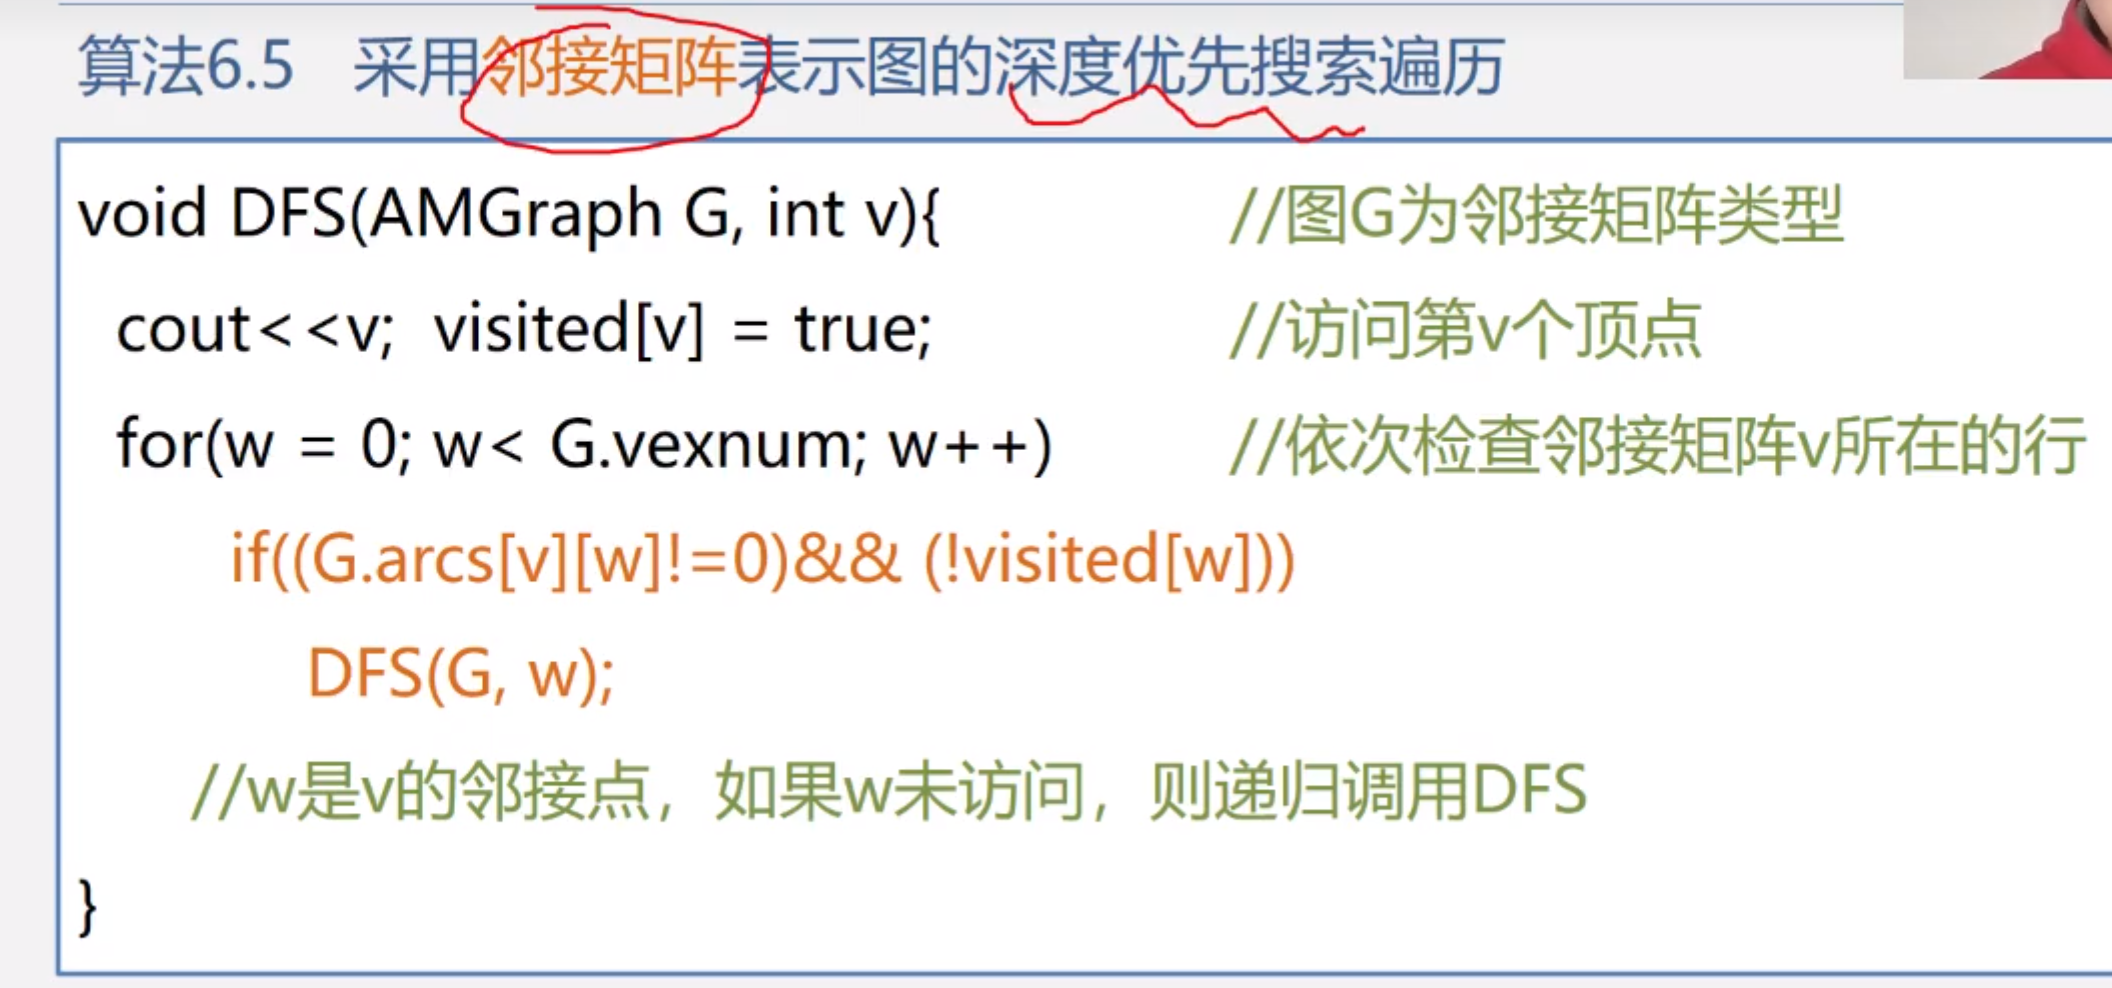 算法6.5 采用邻接矩阵表示图的深度优先搜索遍历
void DFS(AMGraph G, int v){ //图G为邻接矩阵类型
cout<<v; visited[v] = true; //访问第v个顶点
for(w = 0; w< G.vexnum; w++) //依次检查邻接矩阵v所在的行
if((G.arcs[v][w]!=0)&& (!visited[w]))
DFS(G, w);
//w是v的邻接点，如果w未访问，则递归调用DFS
}